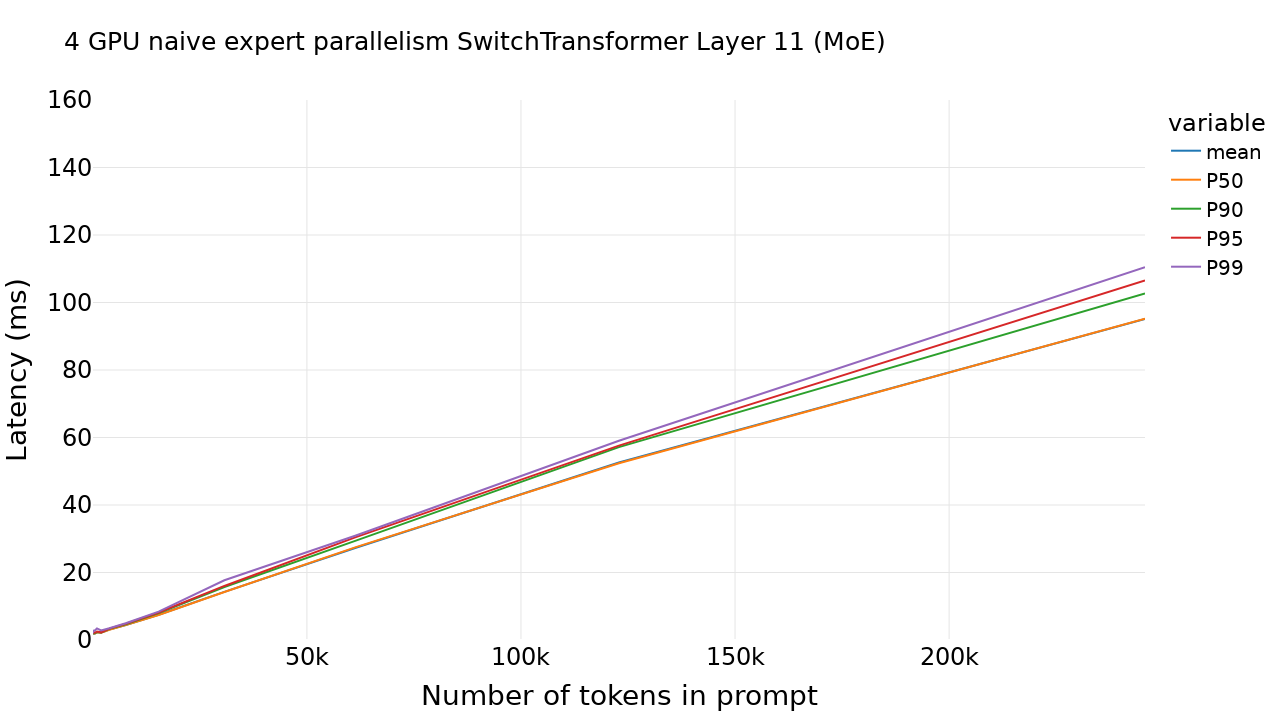 4 GPU naive expert parallelism SwitchTransformer Layer 11 (MoE)
160
140
120
100
80
60
40
20
0
Latency (ms)
50k
100k
150k
200k
Number of tokens in prompt
variable
mean
P50
P90
P95
P99